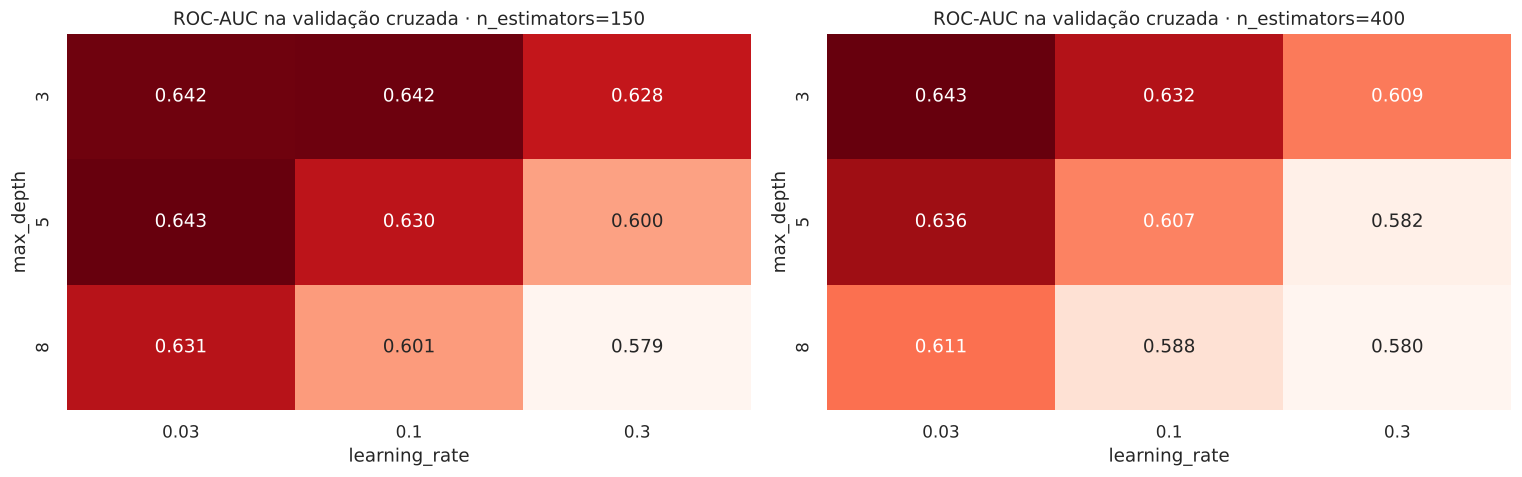 ROC-AUC na validação cruzada · n_estimators=150
max_depth
3 0.642 0.642 0.628
5 0.643 0.630 0.600
8 0.631 0.601 0.579
0.03 0.1 0.3
learning_rate
ROC-AUC na validação cruzada · n_estimators=400
max_depth
3 0.643 0.632 0.609
5 0.636 0.607 0.582
8 0.611 0.588 0.580
0.03 0.1 0.3
learning_rate